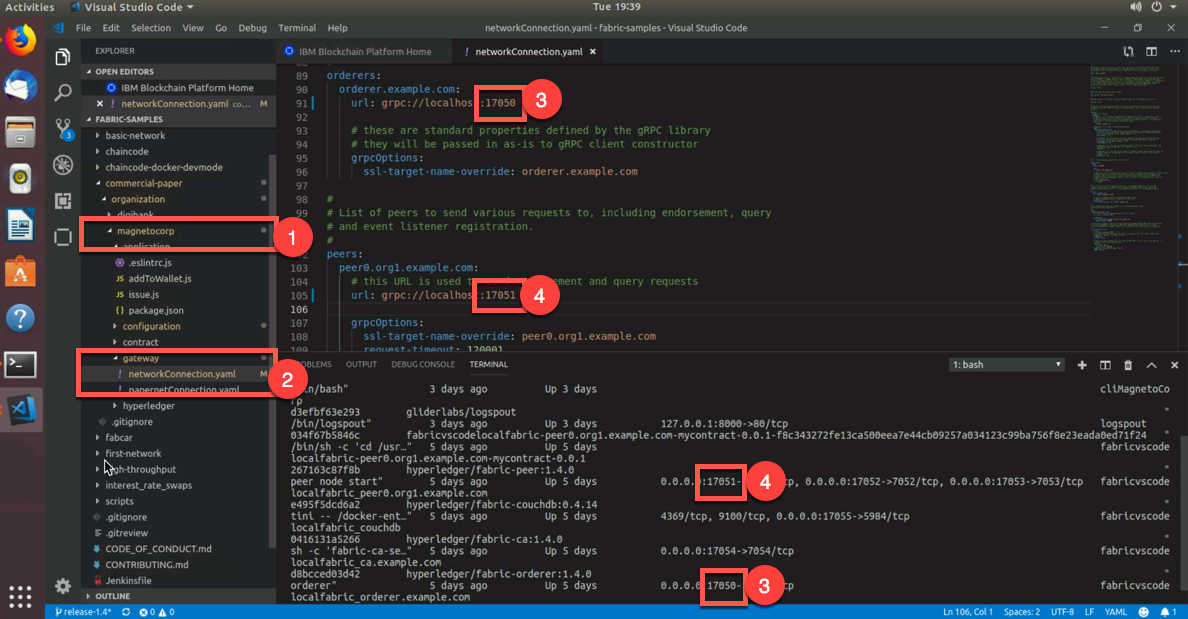 Activities
Visual Studio Code
Tue 19:39
File Edit Selection View Go Debug Terminal Help
networkConnection.yaml - fabric-samples - Visual Studio Code
EXPLORER
OPEN EDITORS
IBM Blockchain Platform Home
networkConnection.yaml co... M
FABRIC-SAMPLES
basic-network
chaincode
chaincode-docker-devmode
commercial-paper
organization
digibank
magnetocorp
1
application
.eslintrc.js
JS addToWallet.js
JS issue.js
{} package.json
configuration
contract
gateway
! networkConnection.yaml M
2
! papernetConnection.yaml
hyperledger
.gitignore
fabcar
first-network
high-throughput
interest_rate_swaps
scripts
.gitignore
.gitreview
CODE_OF_CONDUCT.md
CONTRIBUTING.md
Jenkinsfile
OUTLINE
IBM Blockchain Platform Home
! networkConnection.yaml ×
89 orderers:
90 orderer.example.com:
91 url: grpc://localhost:17050
3
92
93 # these are standard properties defined by the gRPC library
94 # they will be passed in as-is to gRPC client constructor
95 grpcOptions:
96 ssl-target-name-override: orderer.example.com
97
98 #
99 # List of peers to send various requests to, including endorsement, query
100 # and event listener registration.
101 #
102 peers:
103 peer0.org1.example.com:
104 # this URL is used t ement and query requests
105 url: grpc://localhost:17051
4
106
107 grpcOptions:
108 ssl-target-name-override: peer0.org1.example.com
109 request-timeout: 120001
OBLEMS OUTPUT DEBUG CONSOLE TERMINAL
1: bash
n/bash" 3 days ago Up 3 days cliMagnetoCo
rp
d3efbf63e293 gliderlabs/logspout "
/bin/logspout" 3 days ago Up 3 days 127.0.0.1:8000->80/tcp logspout
034f67b5846c fabricvscodelocalfabric-peer0.org1.example.com-mycontract-0.0.1-f8c343272fe13ca500eea7e44cb09257a034123c99ba756f8e23eada0ed71f24 "
/bin/sh -c 'cd /usr…" 5 days ago Up 5 days fabricvscode
localfabric-peer0.org1.example.com-mycontract-0.0.1
267163c87f8b hyperledger/fabric-peer:1.4.0 "
peer node start" 5 days ago Up 5 days 0.0.0.0:17051- 4 tcp, 0.0.0.0:17052->7052/tcp, 0.0.0.0:17053->7053/tcp fabricvscode
localfabric_peer0.org1.example.com
e495f5dcd6a2 hyperledger/fabric-couchdb:0.4.14 "
tini -- /docker-ent…" 5 days ago Up 5 days 4369/tcp, 9100/tcp, 0.0.0.0:17055->5984/tcp fabricvscode
localfabric_couchdb
0416131a5266 hyperledger/fabric-ca:1.4.0 "
sh -c 'fabric-ca-se…" 5 days ago Up 5 days 0.0.0.0:17054->7054/tcp fabricvscode
localfabric_ca.example.com
d8bcced03d42 hyperledger/fabric-orderer:1.4.0 "
orderer" 5 days ago Up 5 days 0.0.0.0:17050- 3 tcp fabricvscode
localfabric_orderer.example.com
release-1.4* 0 0
Ln 106, Col 1 Spaces: 2 UTF-8 LF YAML 1